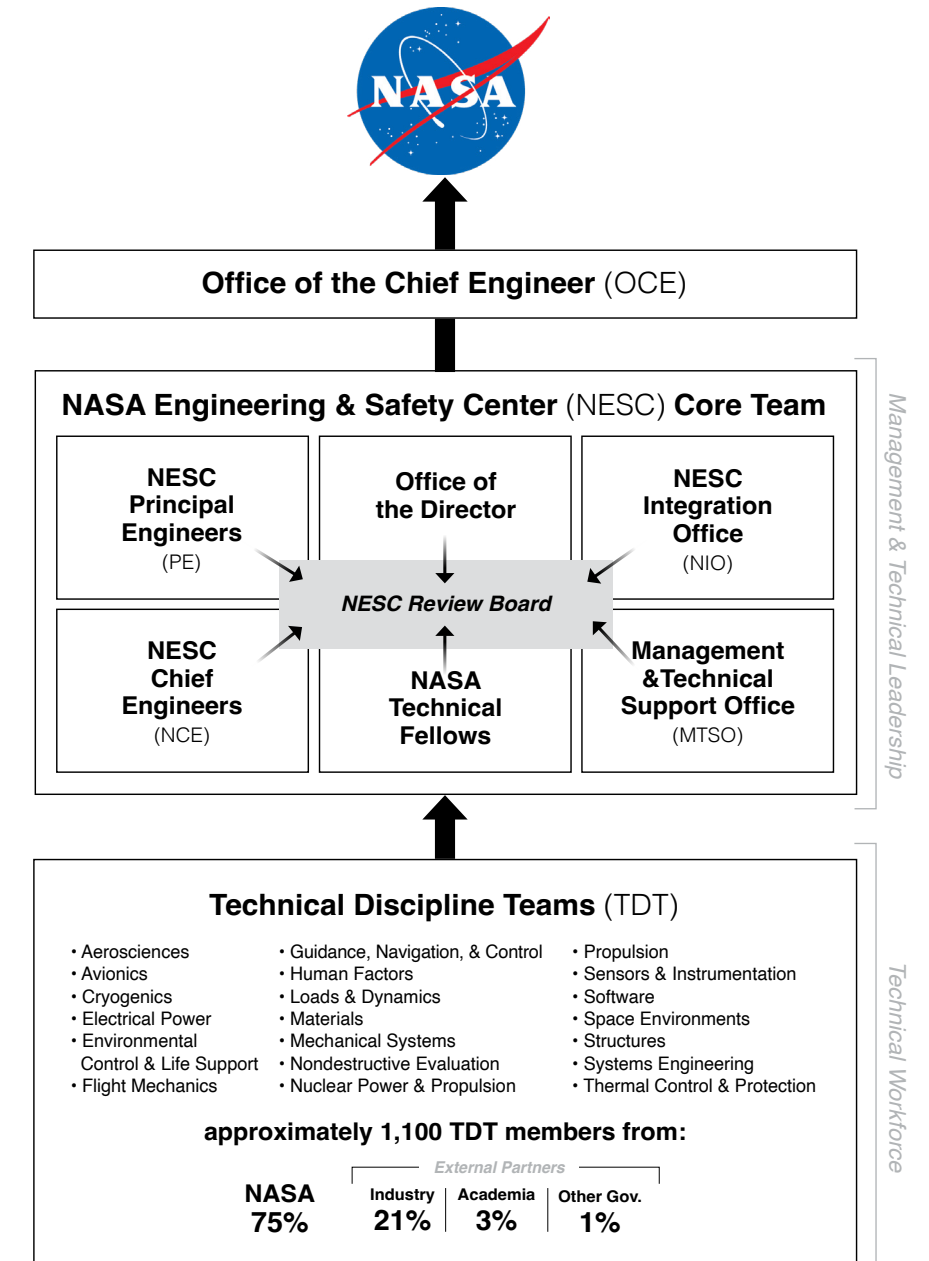 NASA
Office of the Chief Engineer (OCE)
NASA Engineering & Safety Center (NESC) Core Team
NESC
Principal
Engineers
(PE)
Office of
the Director
NESC
Integration
Office
(NIO)
NESC Review Board
NESC
Chief
Engineers
(NCE)
NASA
Technical
Fellows
Management
&Technical
Support Office
(MTSO)
Management & Technical Leadership
Technical Discipline Teams (TDT)
• Aerosciences
• Avionics
• Cryogenics
• Electrical Power
• Environmental
Control & Life Support
• Flight Mechanics
• Guidance, Navigation, & Control
• Human Factors
• Loads & Dynamics
• Materials
• Mechanical Systems
• Nondestructive Evaluation
• Nuclear Power & Propulsion
• Propulsion
• Sensors & Instrumentation
• Software
• Space Environments
• Structures
• Systems Engineering
• Thermal Control & Protection
approximately 1,100 TDT members from:
External Partners
NASA
75%
Industry
21%
Academia
3%
Other Gov.
1%
Technical Workforce